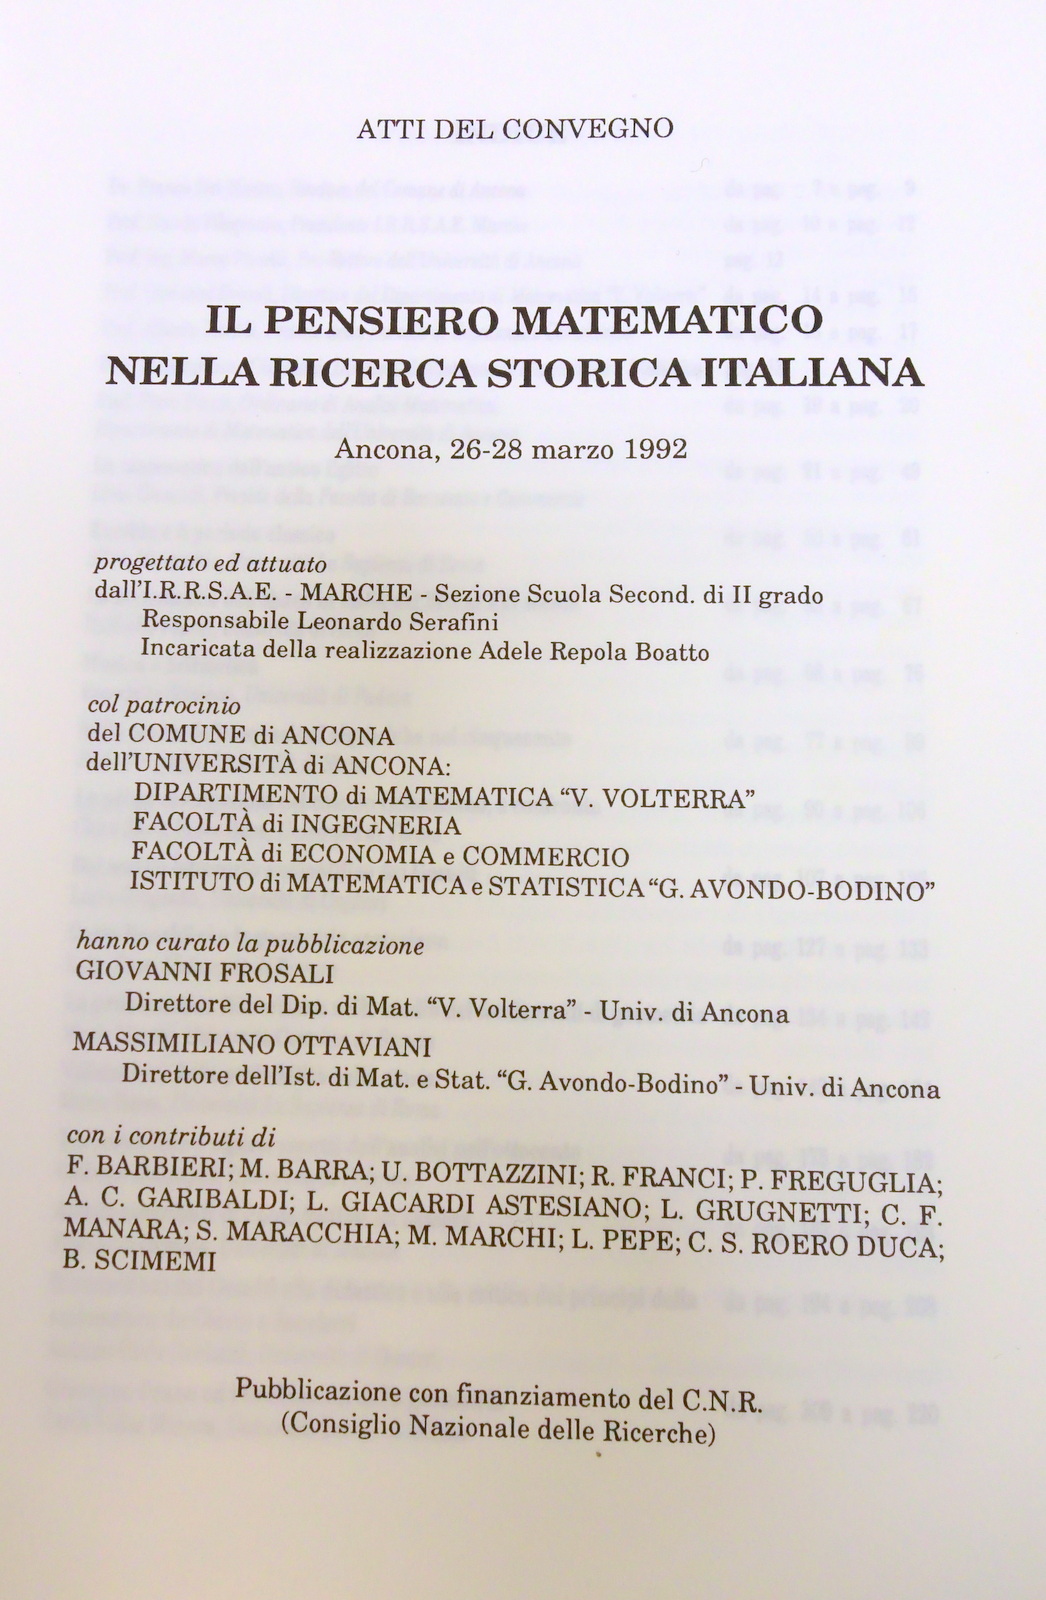 ATTI DEL CONVEGNO
IL PENSIERO MATEMATICO
NELLA RICERCA STORICA ITALIANA
Ancona, 26-28 marzo 1992
progettato ed attuato
dall'I.R.R.S.A.E. - MARCHE - Sezione Scuola Second. di II grado
Responsabile Leonardo Serafini
Incaricata della realizzazione Adele Repola Boatto
col patrocinio
del COMUNE di ANCONA
dell'UNIVERSITÀ di ANCONA:
DIPARTIMENTO di MATEMATICA “V. VOLTERRA”
FACOLTÀ di INGEGNERIA
FACOLTÀ di ECONOMIA e COMMERCIO
ISTITUTO di MATEMATICA e STATISTICA “G. AVONDO-BODINO”
hanno curato la pubblicazione
GIOVANNI FROSALI
Direttore del Dip. di Mat. “V. Volterra” - Univ. di Ancona
MASSIMILIANO OTTAVIANI
Direttore dell'Ist. di Mat. e Stat. “G. Avondo-Bodino” - Univ. di Ancona
con i contributi di
F. BARBIERI; M. BARRA; U. BOTTAZZINI; R. FRANCI; P. FREGUGLIA;
A. C. GARIBALDI; L. GIACARDI ASTESIANO; L. GRUGNETTI; C. F.
MANARA; S. MARACCHIA; M. MARCHI; L. PEPE; C. S. ROERO DUCA;
B. SCIMEMI
Pubblicazione con finanziamento del C.N.R.
(Consiglio Nazionale delle Ricerche)